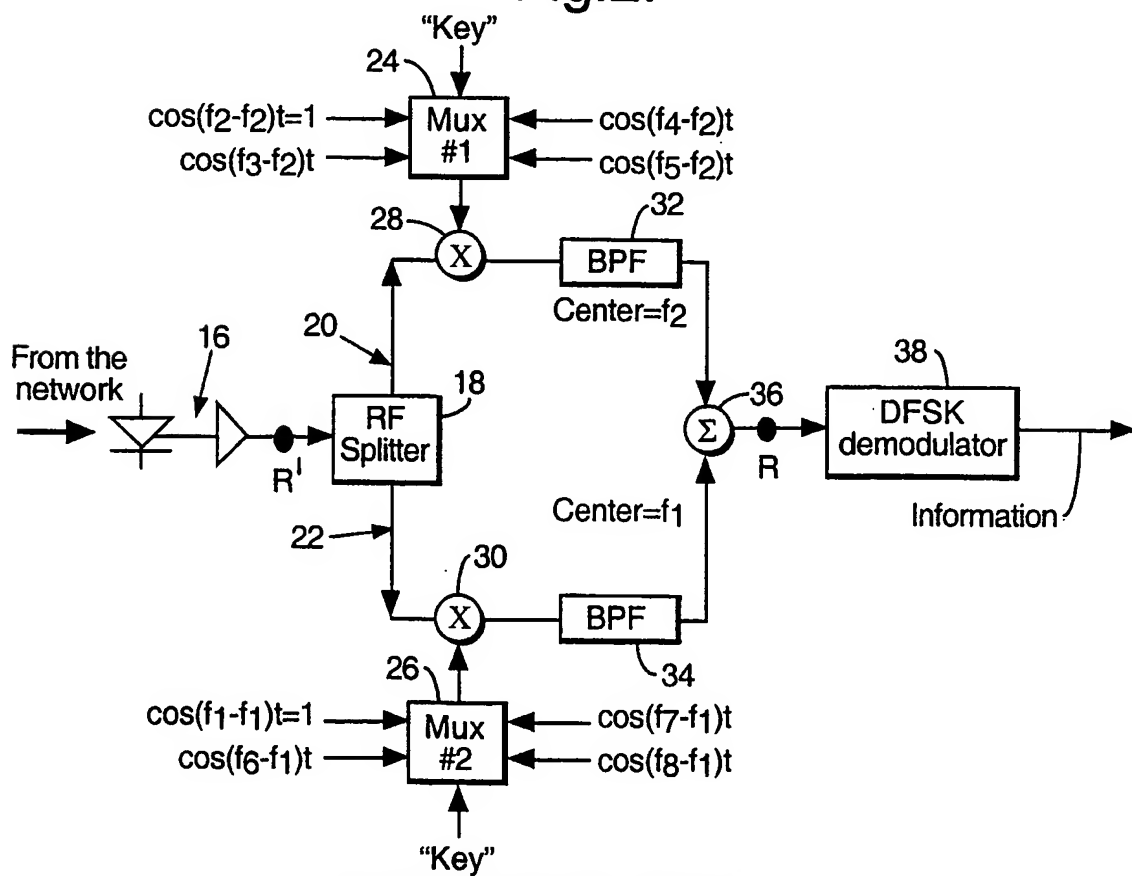 Fig.2.
"Key"
24
cos(f2-f2)t=1
Mux
#1
cos(f4-f2)t
cos(f3-f2)t
cos(f5-f2)t
28
X
32
BPF
Center=f2
20
16
From the
network
R'
18
RF
Splitter
36
Σ
R
38
DFSK
demodulator
Information
22
Center=f1
30
X
BPF
34
26
cos(f1-f1)t=1
Mux
#2
cos(f7-f1)t
cos(f6-f1)t
cos(f8-f1)t
"Key"